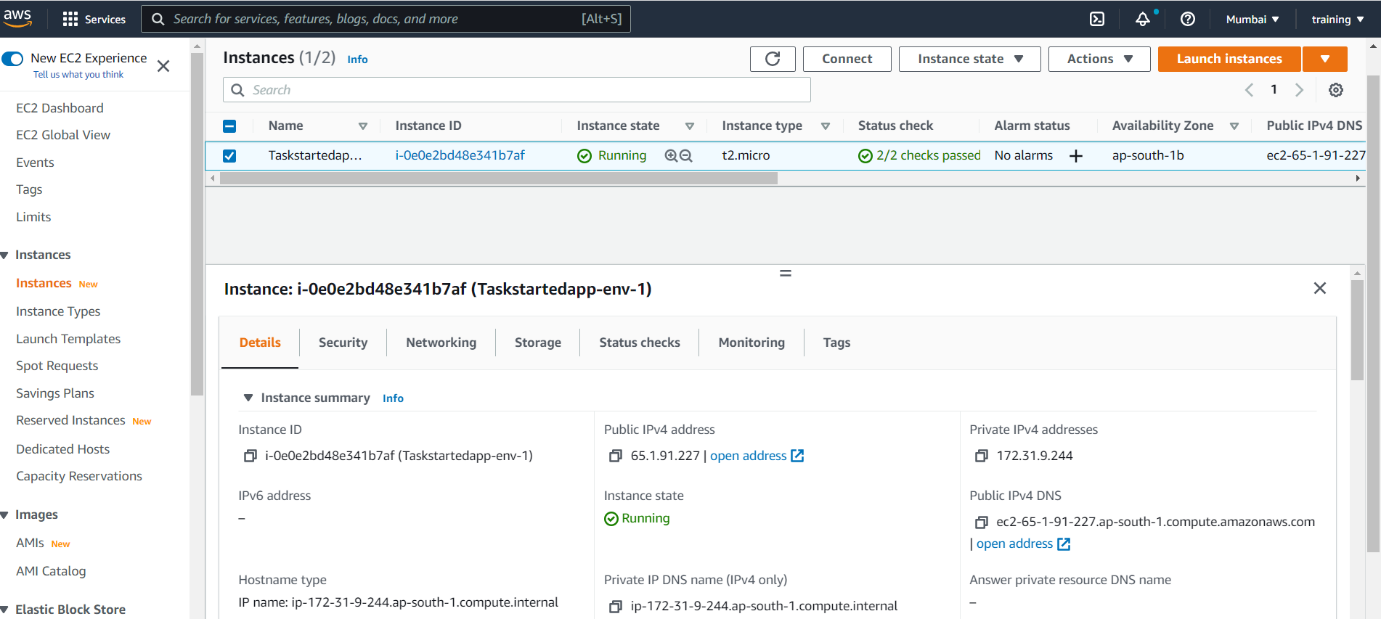 aws
Services
Search for services, features, blogs, docs, and more
[Alt+S]
Mumbai
training
New EC2 Experience
Tell us what you think
EC2 Dashboard
EC2 Global View
Events
Tags
Limits
Instances
Instances New
Instance Types
Launch Templates
Spot Requests
Savings Plans
Reserved Instances New
Dedicated Hosts
Capacity Reservations
Images
AMIs New
AMI Catalog
Elastic Block Store
Instances (1/2) Info
Connect
Instance state
Actions
Launch instances
Search
1
Name Instance ID Instance state Instance type Status check Alarm status Availability Zone Public IPv4 DNS
Taskstartedap... i-0e0e2bd48e341b7af Running t2.micro 2/2 checks passed No alarms + ap-south-1b ec2-65-1-91-227
Instance: i-0e0e2bd48e341b7af (Taskstartedapp-env-1)
Details Security Networking Storage Status checks Monitoring Tags
Instance summary Info
Instance ID
i-0e0e2bd48e341b7af (Taskstartedapp-env-1)
Public IPv4 address
65.1.91.227 | open address
Private IPv4 addresses
172.31.9.244
IPv6 address
–
Instance state
Running
Public IPv4 DNS
ec2-65-1-91-227.ap-south-1.compute.amazonaws.com
| open address
Hostname type
IP name: ip-172-31-9-244.ap-south-1.compute.internal
Private IP DNS name (IPv4 only)
ip-172-31-9-244.ap-south-1.compute.internal
Answer private resource DNS name
–